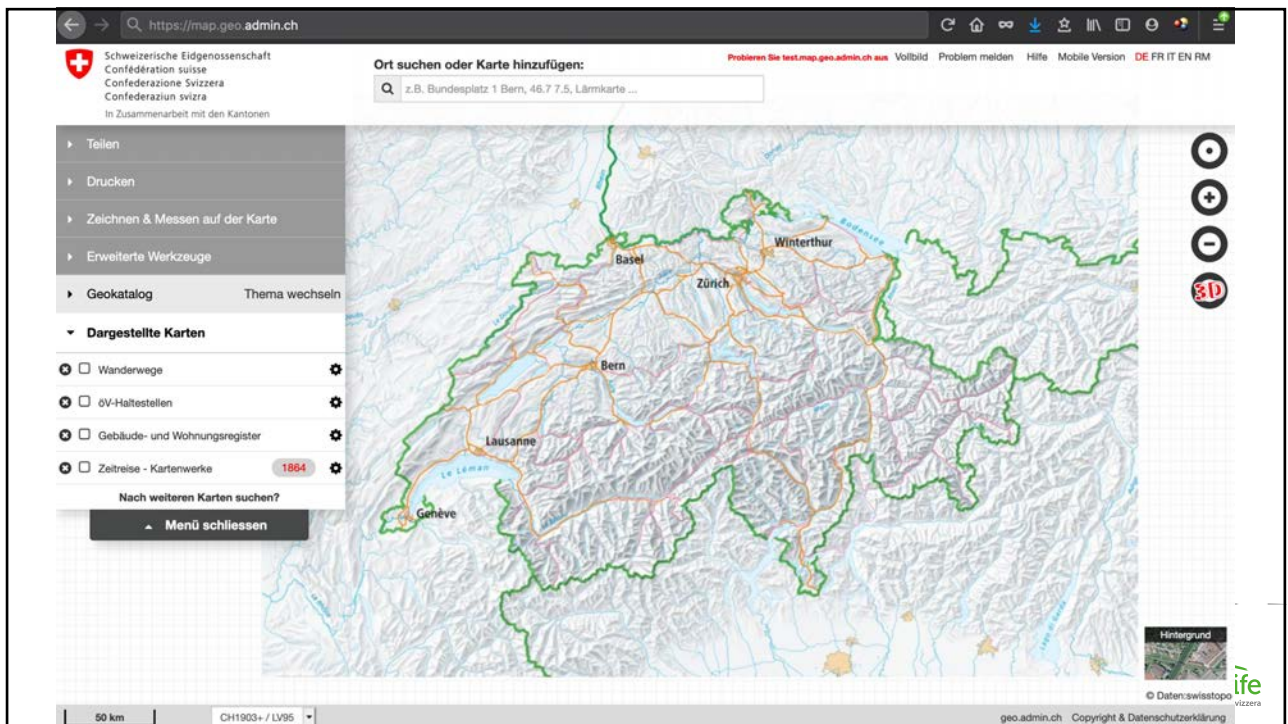 https://map.geo.admin.ch
Schweizerische Eidgenossenschaft
Confédération suisse
Confederazione Svizzera
Confederaziun svizra
In Zusammenarbeit mit den Kantonen
Ort suchen oder Karte hinzufügen:
z.B. Bundesplatz 1 Bern, 46.7 7.5, Lärmkarte ...
Probieren Sie test.map.geo.admin.ch aus Vollbild Problem melden Hilfe Mobile Version DE FR IT EN RM
Teilen
Drucken
Zeichnen & Messen auf der Karte
Erweiterte Werkzeuge
Geokatalog Thema wechseln
Dargestellte Karten
Wanderwege
öV-Haltestellen
Gebäude- und Wohnungsregister
Zeitreise - Kartenwerke 1864
Nach weiteren Karten suchen?
Menü schliessen
3D
Bodensee
Winterthur
Basel
Zürich
Bern
Lausanne
Le Léman
Genève
Lago di Garda
Hintergrund
© Daten:swisstopo
ife
vizzera
50 km
CH1903+ / LV95
geo.admin.ch Copyright & Datenschutzerklärung